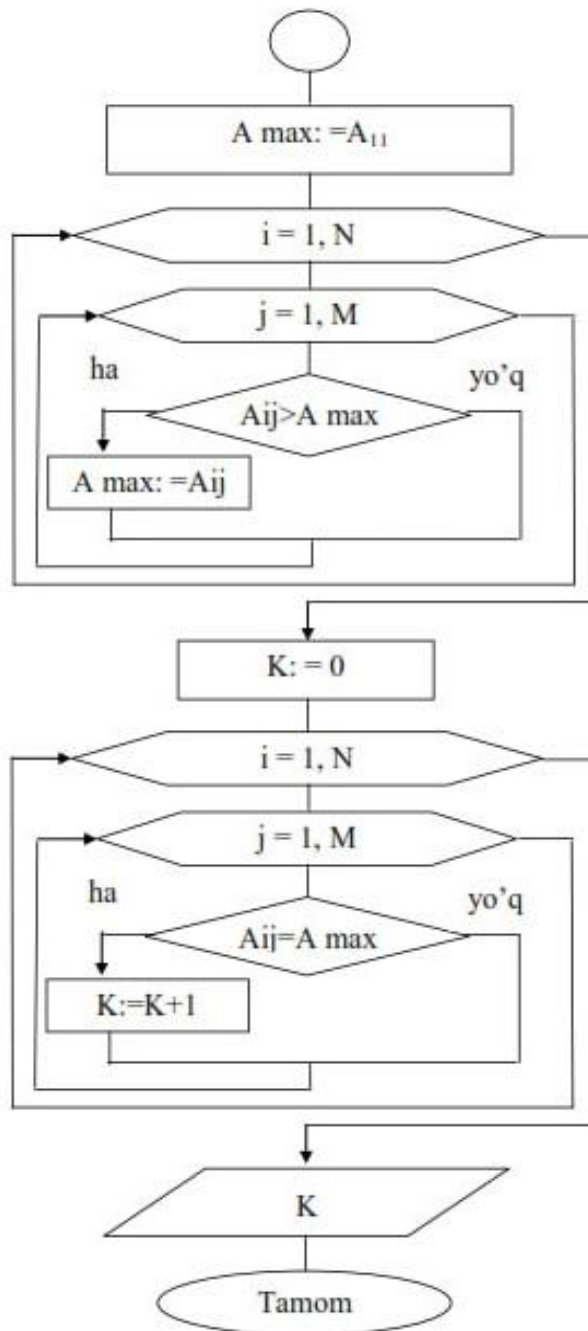 A max: =A₁₁
i = 1, N
j = 1, M
ha
yo’q
Aij>A max
A max: =Aij
K: = 0
i = 1, N
j = 1, M
ha
yo’q
Aij=A max
K:=K+1
K
Tamom